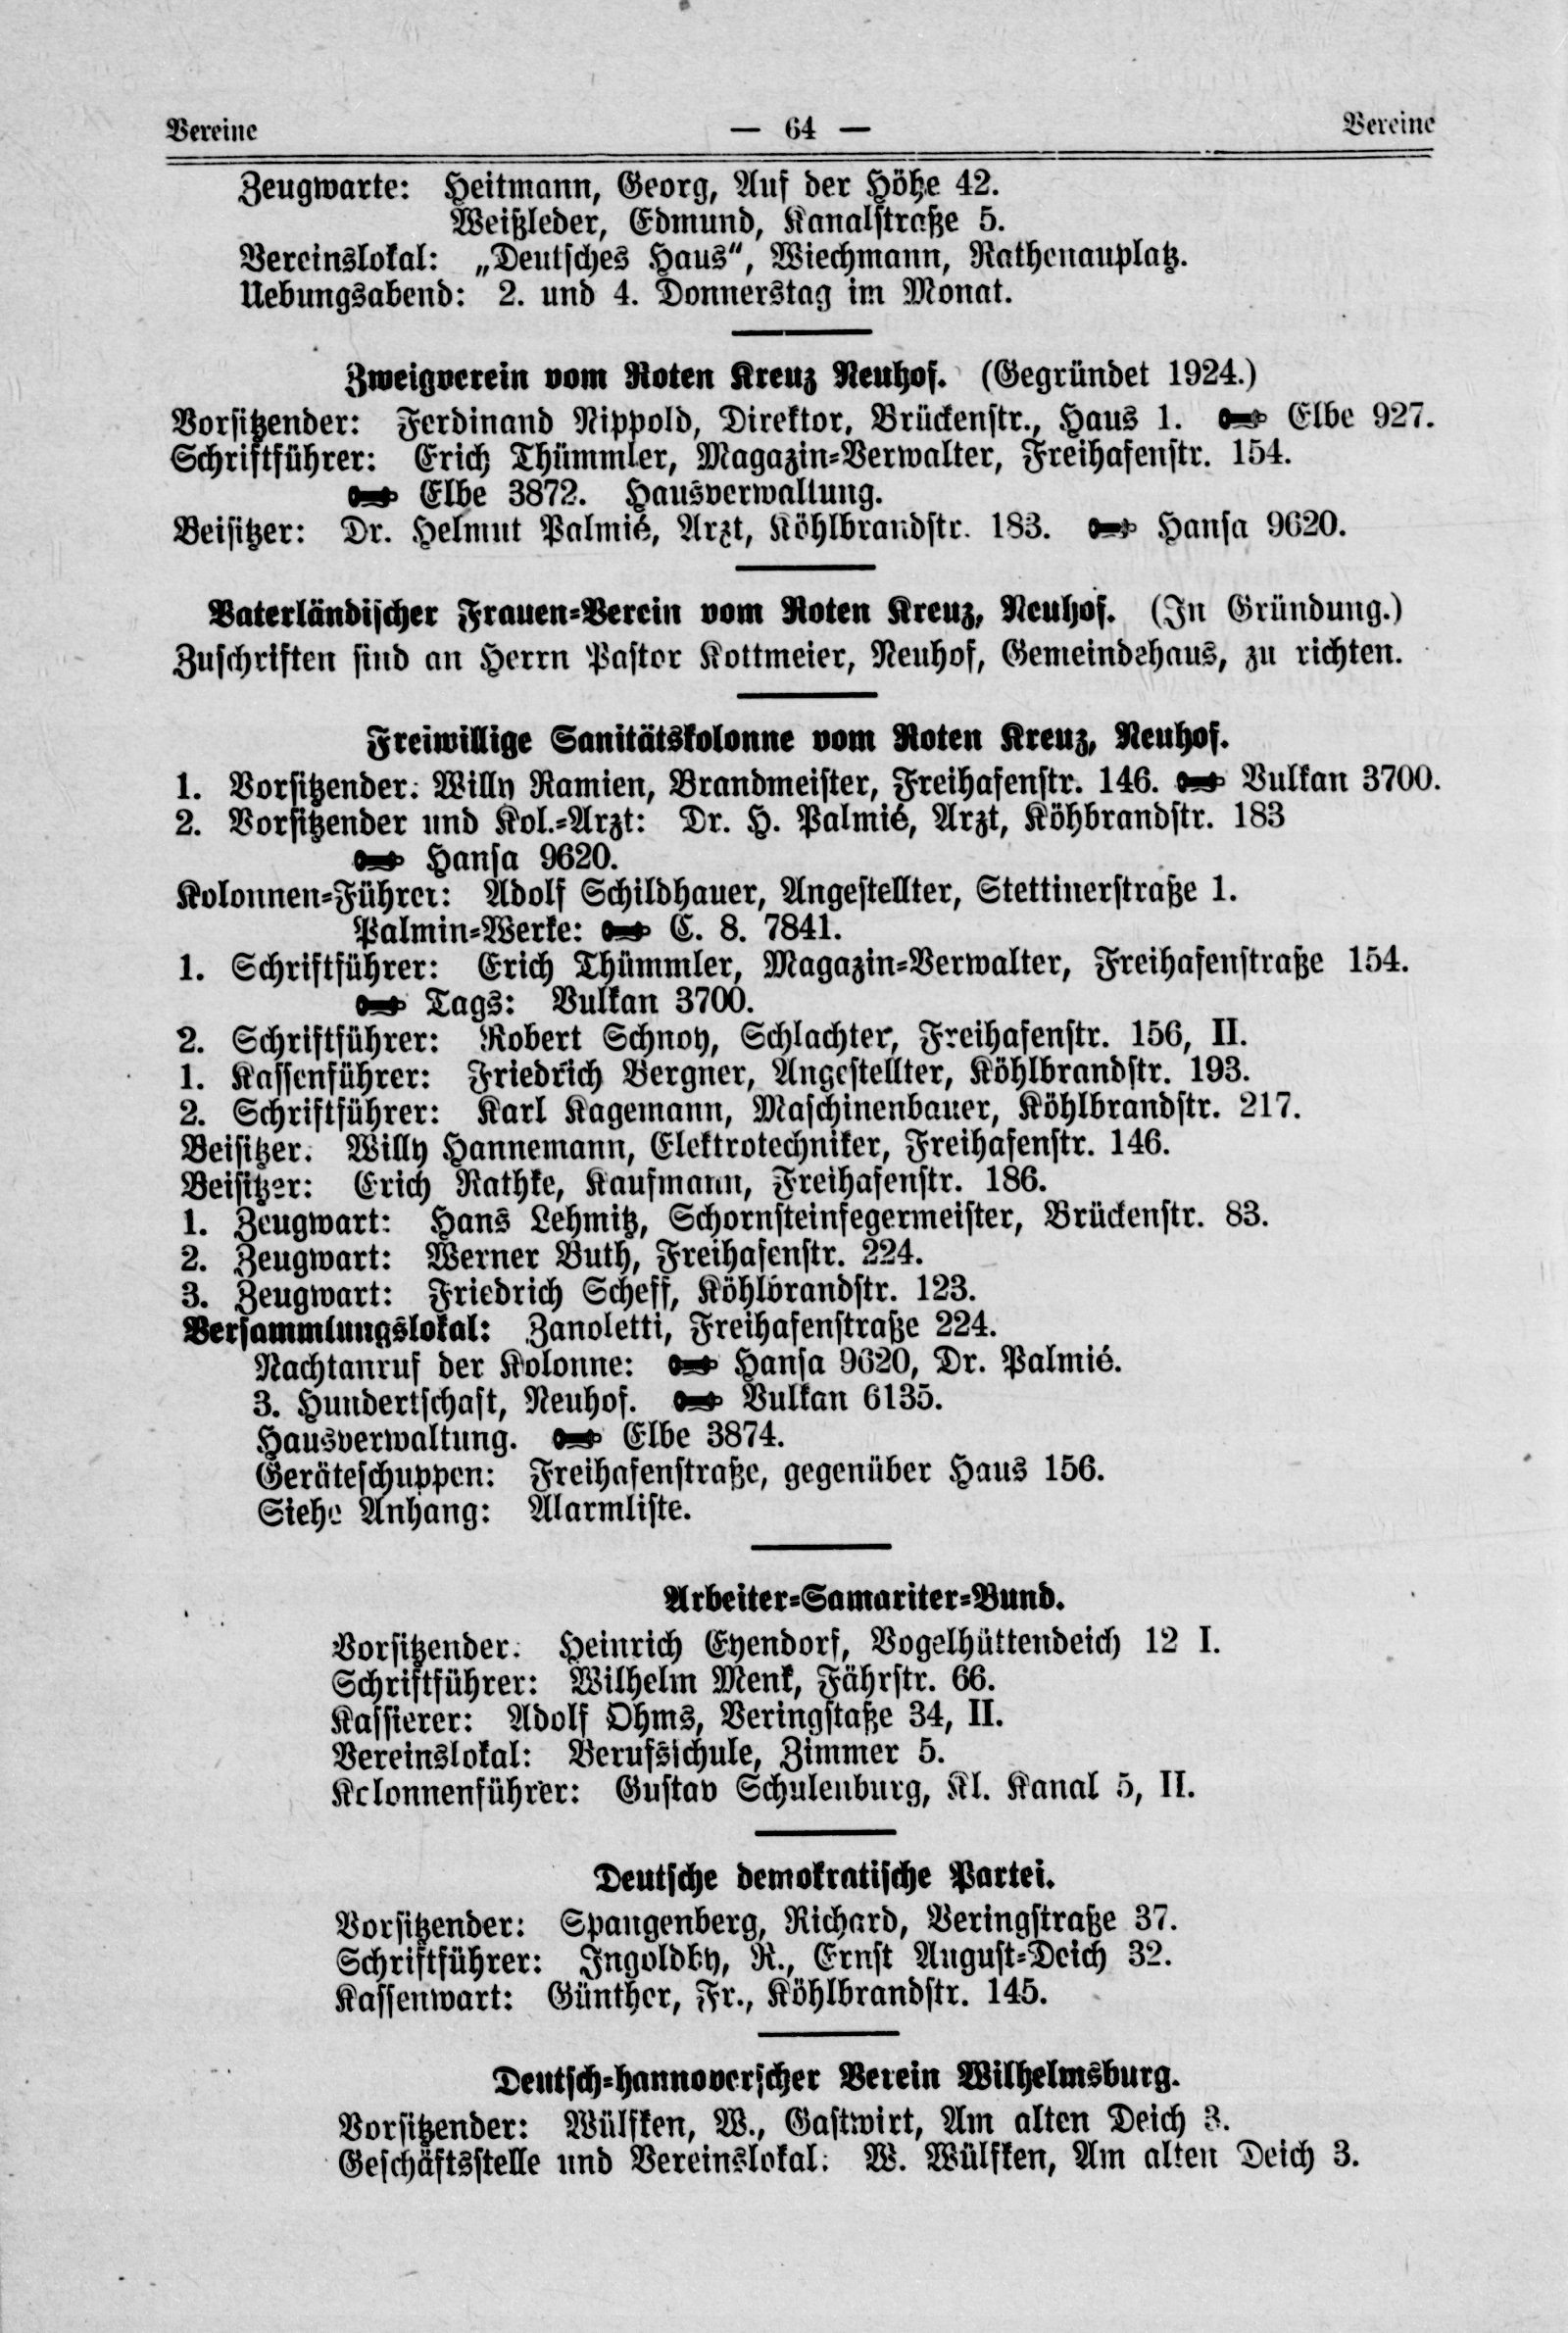 Vereine — 64 — Vereine
Zeugwarte: Heitmann, Georg, Auf der Höhe 42.
Weißleder, Edmund, Kanalstraße 5.
Vereinslokal: „Deutsches Haus“, Wiechmann, Rathenauplatz.
Uebungsabend: 2. und 4. Donnerstag im Monat.
Zweigverein vom Roten Kreuz Neuhof. (Gegründet 1924.)
Vorsitzender: Ferdinand Nippold, Direktor, Brückenstr., Haus 1. Elbe 927.
Schriftführer: Erich Thümmler, Magazin-Verwalter, Freihafenstr. 154.
Elbe 3872. Hausverwaltung.
Beisitzer: Dr. Helmut Palmié, Arzt, Köhlbrandstr. 183. Hansa 9620.
Vaterländischer Frauen-Verein vom Roten Kreuz, Neuhof. (In Gründung.)
Zuschriften sind an Herrn Pastor Kottmeier, Neuhof, Gemeindehaus, zu richten.
Freiwillige Sanitätskolonne vom Roten Kreuz, Neuhof.
1. Vorsitzender: Willy Ramien, Brandmeister, Freihafenstr. 146. Vulkan 3700.
2. Vorsitzender und Kol.-Arzt: Dr. H. Palmié, Arzt, Köhbrandstr. 183
Hansa 9620.
Kolonnen-Führer: Adolf Schildhauer, Angestellter, Stettinerstraße 1.
Palmin-Werke: C. 8. 7841.
1. Schriftführer: Erich Thümmler, Magazin-Verwalter, Freihafenstraße 154.
Tags: Vulkan 3700.
2. Schriftführer: Robert Schnoy, Schlachter, Freihafenstr. 156, II.
1. Kassenführer: Friedrich Bergner, Angestellter, Köhlbrandstr. 193.
2. Schriftführer: Karl Kagemann, Maschinenbauer, Köhlbrandstr. 217.
Beisitzer: Willy Hannemann, Elektrotechniker, Freihafenstr. 146.
Beisitzer: Erich Rathke, Kaufmann, Freihafenstr. 186.
1. Zeugwart: Hans Lehmitz, Schornsteinfegermeister, Brückenstr. 83.
2. Zeugwart: Werner Buth, Freihafenstr. 224.
3. Zeugwart: Friedrich Scheff, Köhlbrandstr. 123.
Versammlungslokal: Zanoletti, Freihafenstraße 224.
Nachtanruf der Kolonne: Hansa 9620, Dr. Palmié.
3. Hundertschaft, Neuhof. Vulkan 6135.
Hausverwaltung. Elbe 3874.
Geräteschuppen: Freihafenstraße, gegenüber Haus 156.
Siehe Anhang: Alarmliste.
Arbeiter-Samariter-Bund.
Vorsitzender: Heinrich Eyendorf, Vogelhüttendeich 12 I.
Schriftführer: Wilhelm Menk, Fährstr. 66.
Kassierer: Adolf Ohms, Veringstaße 34, II.
Vereinslokal: Berufsschule, Zimmer 5.
Kolonnenführer: Gustav Schulenburg, Kl. Kanal 5, II.
Deutsche demokratische Partei.
Vorsitzender: Spangenberg, Richard, Veringstraße 37.
Schriftführer: Ingoldby, R., Ernst August-Deich 32.
Kassenwart: Günther, Fr., Köhlbrandstr. 145.
Deutsch-hannoverscher Verein Wilhelmsburg.
Vorsitzender: Wülfken, W., Gastwirt, Am alten Deich 3.
Geschäftsstelle und Vereinslokal: W. Wülfken, Am alten Deich 3.